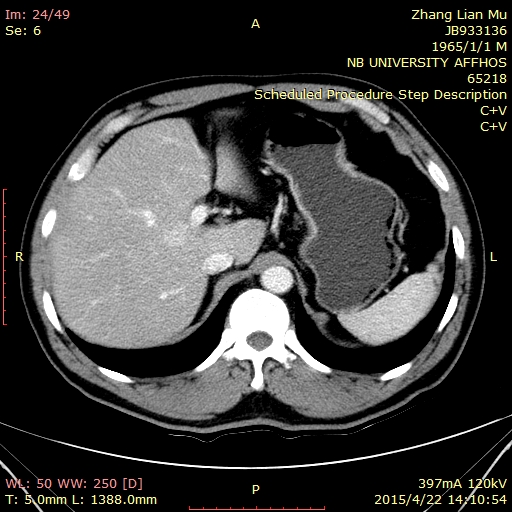 Im: 24/49
Se: 6
A
Zhang Lian Mu
JB933136
1965/1/1 M
NB UNIVERSITY AFFHOS
65218
Scheduled Procedure Step Description
C+V
C+V
R
L
WL: 50 WW: 250 [D]
T: 5.0mm L: 1388.0mm
P
397mA 120kV
2015/4/22 14:10:54